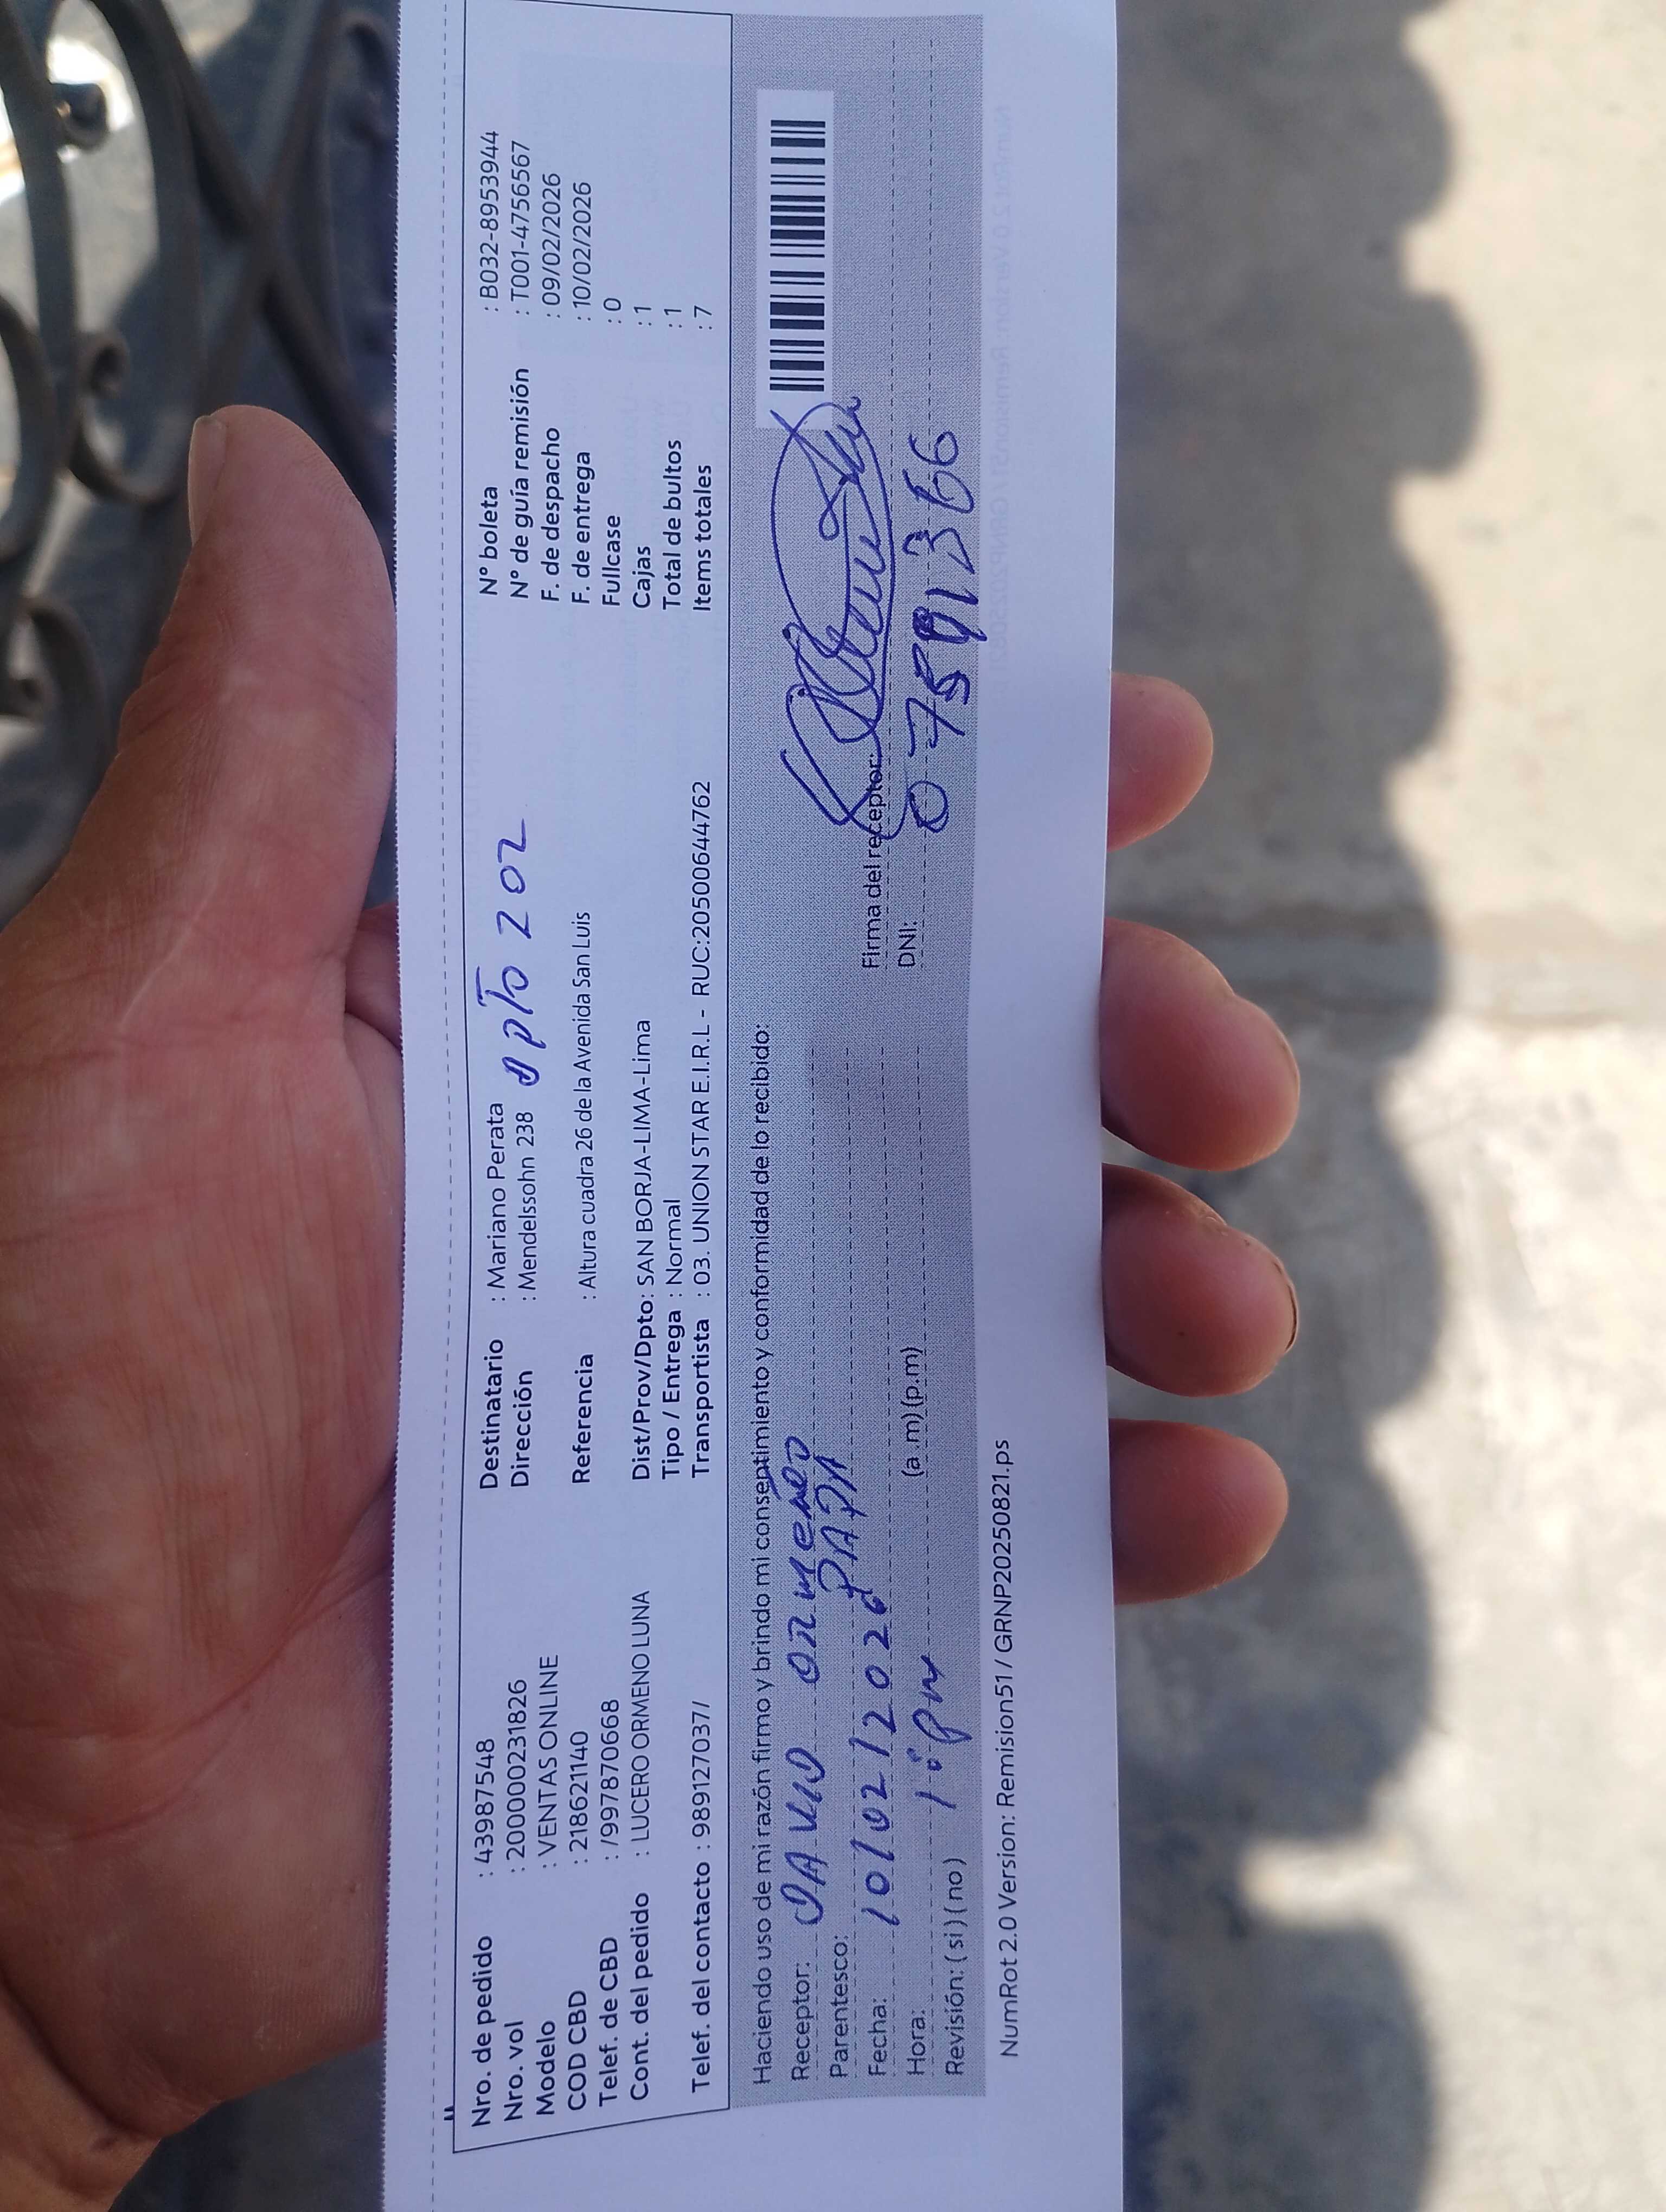 Nro. de pedido : 43987548
Nro. vol : 200000231826
Modelo : VENTAS ONLINE
COD CBD : 218621140
Telef. de CBD : /997870668
Cont. del pedido : LUCERO ORMENO LUNA
Telef. del contacto : 989127037/
Destinatario : Mariano Perata
Dirección : Mendelssohn 238 dpTo 202
Referencia : Altura cuadra 26 de la Avenida San Luis
Dist/Prov/Dpto: SAN BORJA-LIMA-Lima
Tipo / Entrega : Normal
Transportista : 03. UNION STAR E.I.R.L - RUC:20500644762
N° boleta : B032-8953944
N° de guía remisión : T001-4756567
F. de despacho : 09/02/2026
F. de entrega : 10/02/2026
Fullcase : 0
Cajas : 1
Total de bultos : 1
Items totales : 7
Haciendo uso de mi razón firmo y brindo mi consentimiento y conformidad de lo recibido:
Receptor: DAVID ORMEÑO
Parentesco: PAPA
Fecha: 10/02/2026
Hora: 1:pm (a.m) (p.m)
Revisión: ( si ) ( no )
Firma del receptor:
DNI: 07591366
NumRot 2.0 Version: Remision51 / GRNP20250821.ps